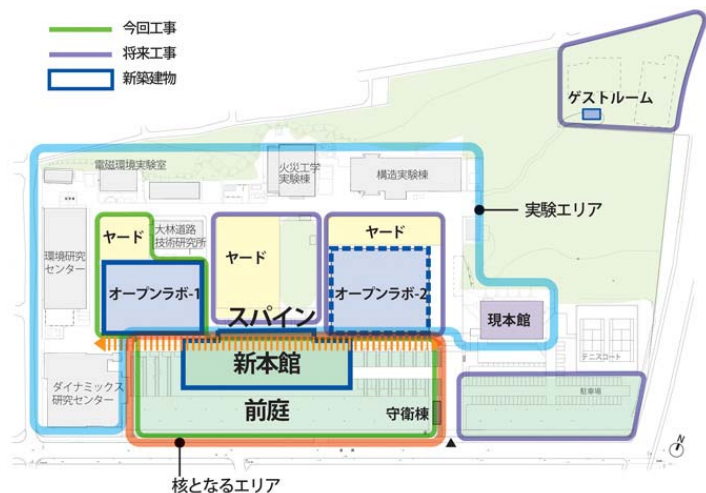 今回工事
将来工事
新築建物
ゲストルーム
電磁環境実験室
火災工学
実験棟
構造実験棟
実験エリア
ヤード
大林道路
技術研究所
ヤード
ヤード
環境研究
センター
オープンラボ-1
オープンラボ-2
スパイン
現本館
新本館
テニスコート
ダイナミックス
研究センター
前庭
守衛棟
駐車場
N
核となるエリア